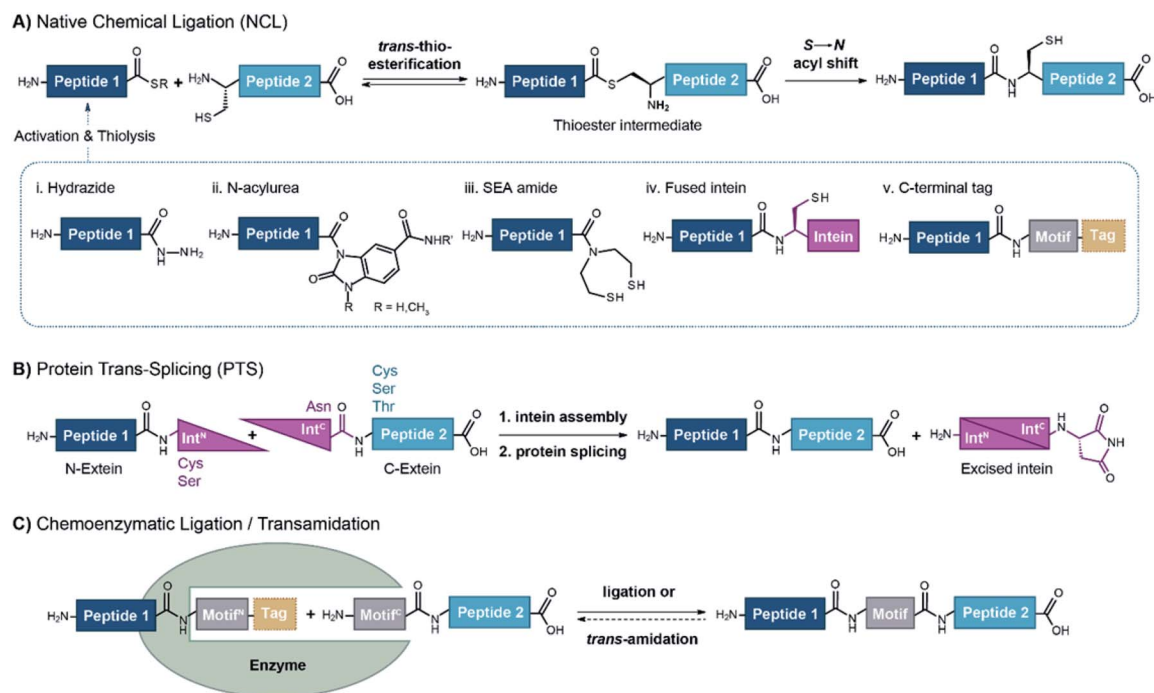 A) Native Chemical Ligation (NCL)
H₂N Peptide 1 O SR + H₂N HS Peptide 2 O OH
trans-thio-
esterification
H₂N Peptide 1 O S NH₂ Peptide 2 O OH
Thioester intermediate
S→N
acyl shift
H₂N Peptide 1 O N H SH Peptide 2 O OH
Activation & Thiolysis
i. Hydrazide
H₂N Peptide 1 O N H NH₂
ii. N-acylurea
H₂N Peptide 1 O N O N R O NHR'
R = H,CH₃
iii. SEA amide
H₂N Peptide 1 O N SH SH
iv. Fused intein
H₂N Peptide 1 O N H SH Intein
v. C-terminal tag
H₂N Peptide 1 O N H Motif Tag
B) Protein Trans-Splicing (PTS)
H₂N Peptide 1 O N H Intᴺ
Cys
Ser
N-Extein
+
Asn
Intᶜ O N H Peptide 2 O OH
Cys
Ser
Thr
C-Extein
1. intein assembly
2. protein splicing
H₂N Peptide 1 O N H Peptide 2 O OH
+
H₂N Intᴺ Intᶜ H N O NH O
Excised intein
C) Chemoenzymatic Ligation / Transamidation
H₂N Peptide 1 O N H Motifᴺ Tag + H₂N Motifᶜ O N H Peptide 2 O OH
Enzyme
ligation or
trans-amidation
H₂N Peptide 1 O N H Motif O N H Peptide 2 O OH